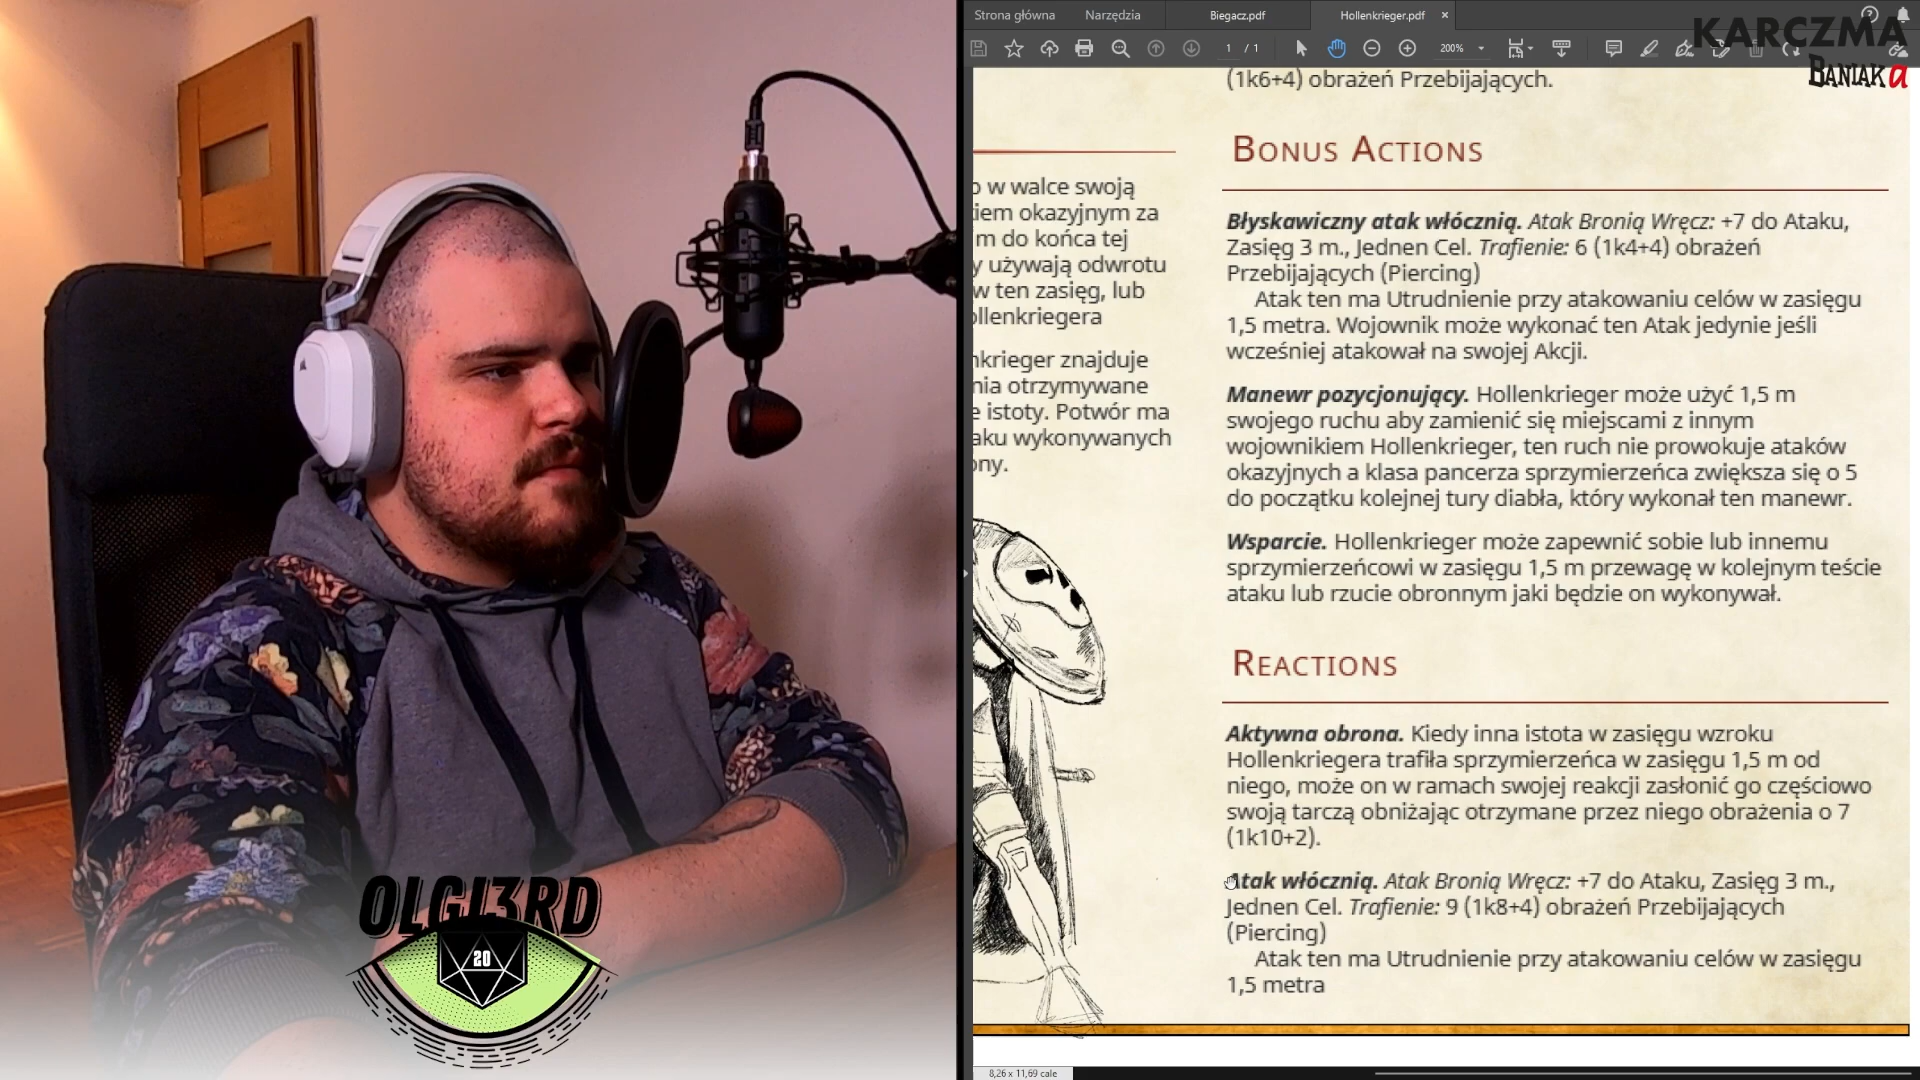 Strona główna
Narzędzia
Biegacz.pdf
Hollenkrieger.pdf
1 / 1
200%
KARCZMA
BANIAKa
(1k6+4) obrażeń Przebijających.
w walce swoją
iem okazyjnym za
m do końca tej
y używają odwrotu
w ten zasięg, lub
ollenkriegera
nkrieger znajduje
nia otrzymywane
e istoty. Potwór ma
aku wykonywanych
ony.
BONUS ACTIONS
Błyskawiczny atak włócznią. Atak Bronią Wręcz: +7 do Ataku,
Zasięg 3 m., Jednen Cel. Trafienie: 6 (1k4+4) obrażeń
Przebijających (Piercing)
Atak ten ma Utrudnienie przy atakowaniu celów w zasięgu
1,5 metra. Wojownik może wykonać ten Atak jedynie jeśli
wcześniej atakował na swojej Akcji.
Manewr pozycjonujący. Hollenkrieger może użyć 1,5 m
swojego ruchu aby zamienić się miejscami z innym
wojownikiem Hollenkrieger, ten ruch nie prowokuje ataków
okazyjnych a klasa pancerza sprzymierzeńca zwiększa się o 5
do początku kolejnej tury diabła, który wykonał ten manewr.
Wsparcie. Hollenkrieger może zapewnić sobie lub innemu
sprzymierzeńcowi w zasięgu 1,5 m przewagę w kolejnym teście
ataku lub rzucie obronnym jaki będzie on wykonywał.
REACTIONS
Aktywna obrona. Kiedy inna istota w zasięgu wzroku
Hollenkriegera trafiła sprzymierzeńca w zasięgu 1,5 m od
niego, może on w ramach swojej reakcji zasłonić go częściowo
swoją tarczą obniżając otrzymane przez niego obrażenia o 7
(1k10+2).
Atak włócznią. Atak Bronią Wręcz: +7 do Ataku, Zasięg 3 m.,
Jednen Cel. Trafienie: 9 (1k8+4) obrażeń Przebijających
(Piercing)
Atak ten ma Utrudnienie przy atakowaniu celów w zasięgu
1,5 metra
8,26 x 11,69 cale
OLGI3RD
20